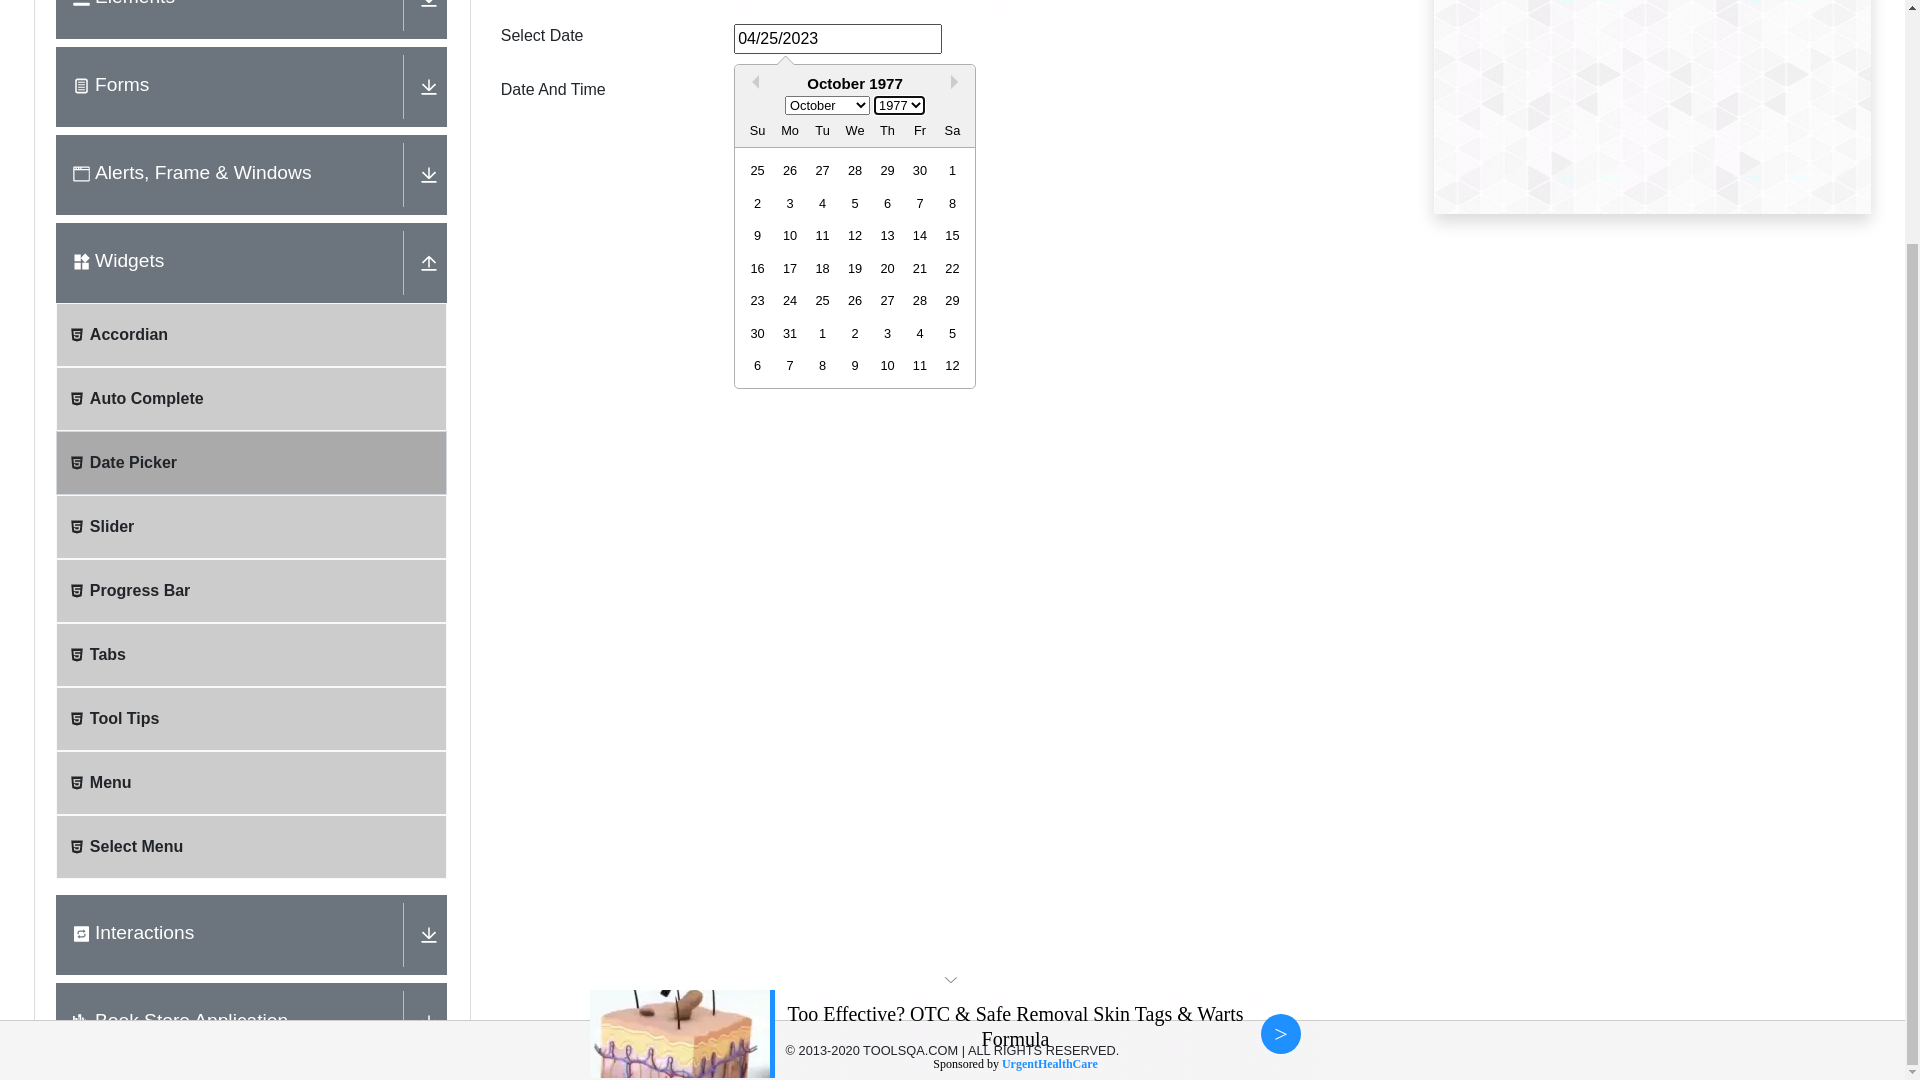 Elements
Forms
Alerts, Frame & Windows
Widgets
Accordian
Auto Complete
Date Picker
Slider
Progress Bar
Tabs
Tool Tips
Menu
Select Menu
Interactions
Book Store Application
Select Date
04/25/2023
Date And Time
October 1977
October 1977
Su Mo Tu We Th Fr Sa
25 26 27 28 29 30 1
2 3 4 5 6 7 8
9 10 11 12 13 14 15
16 17 18 19 20 21 22
23 24 25 26 27 28 29
30 31 1 2 3 4 5
6 7 8 9 10 11 12
Too Effective? OTC & Safe Removal Skin Tags & Warts
Formula
>
© 2013-2020 TOOLSQA.COM | ALL RIGHTS RESERVED.
Sponsored by UrgentHealthCare